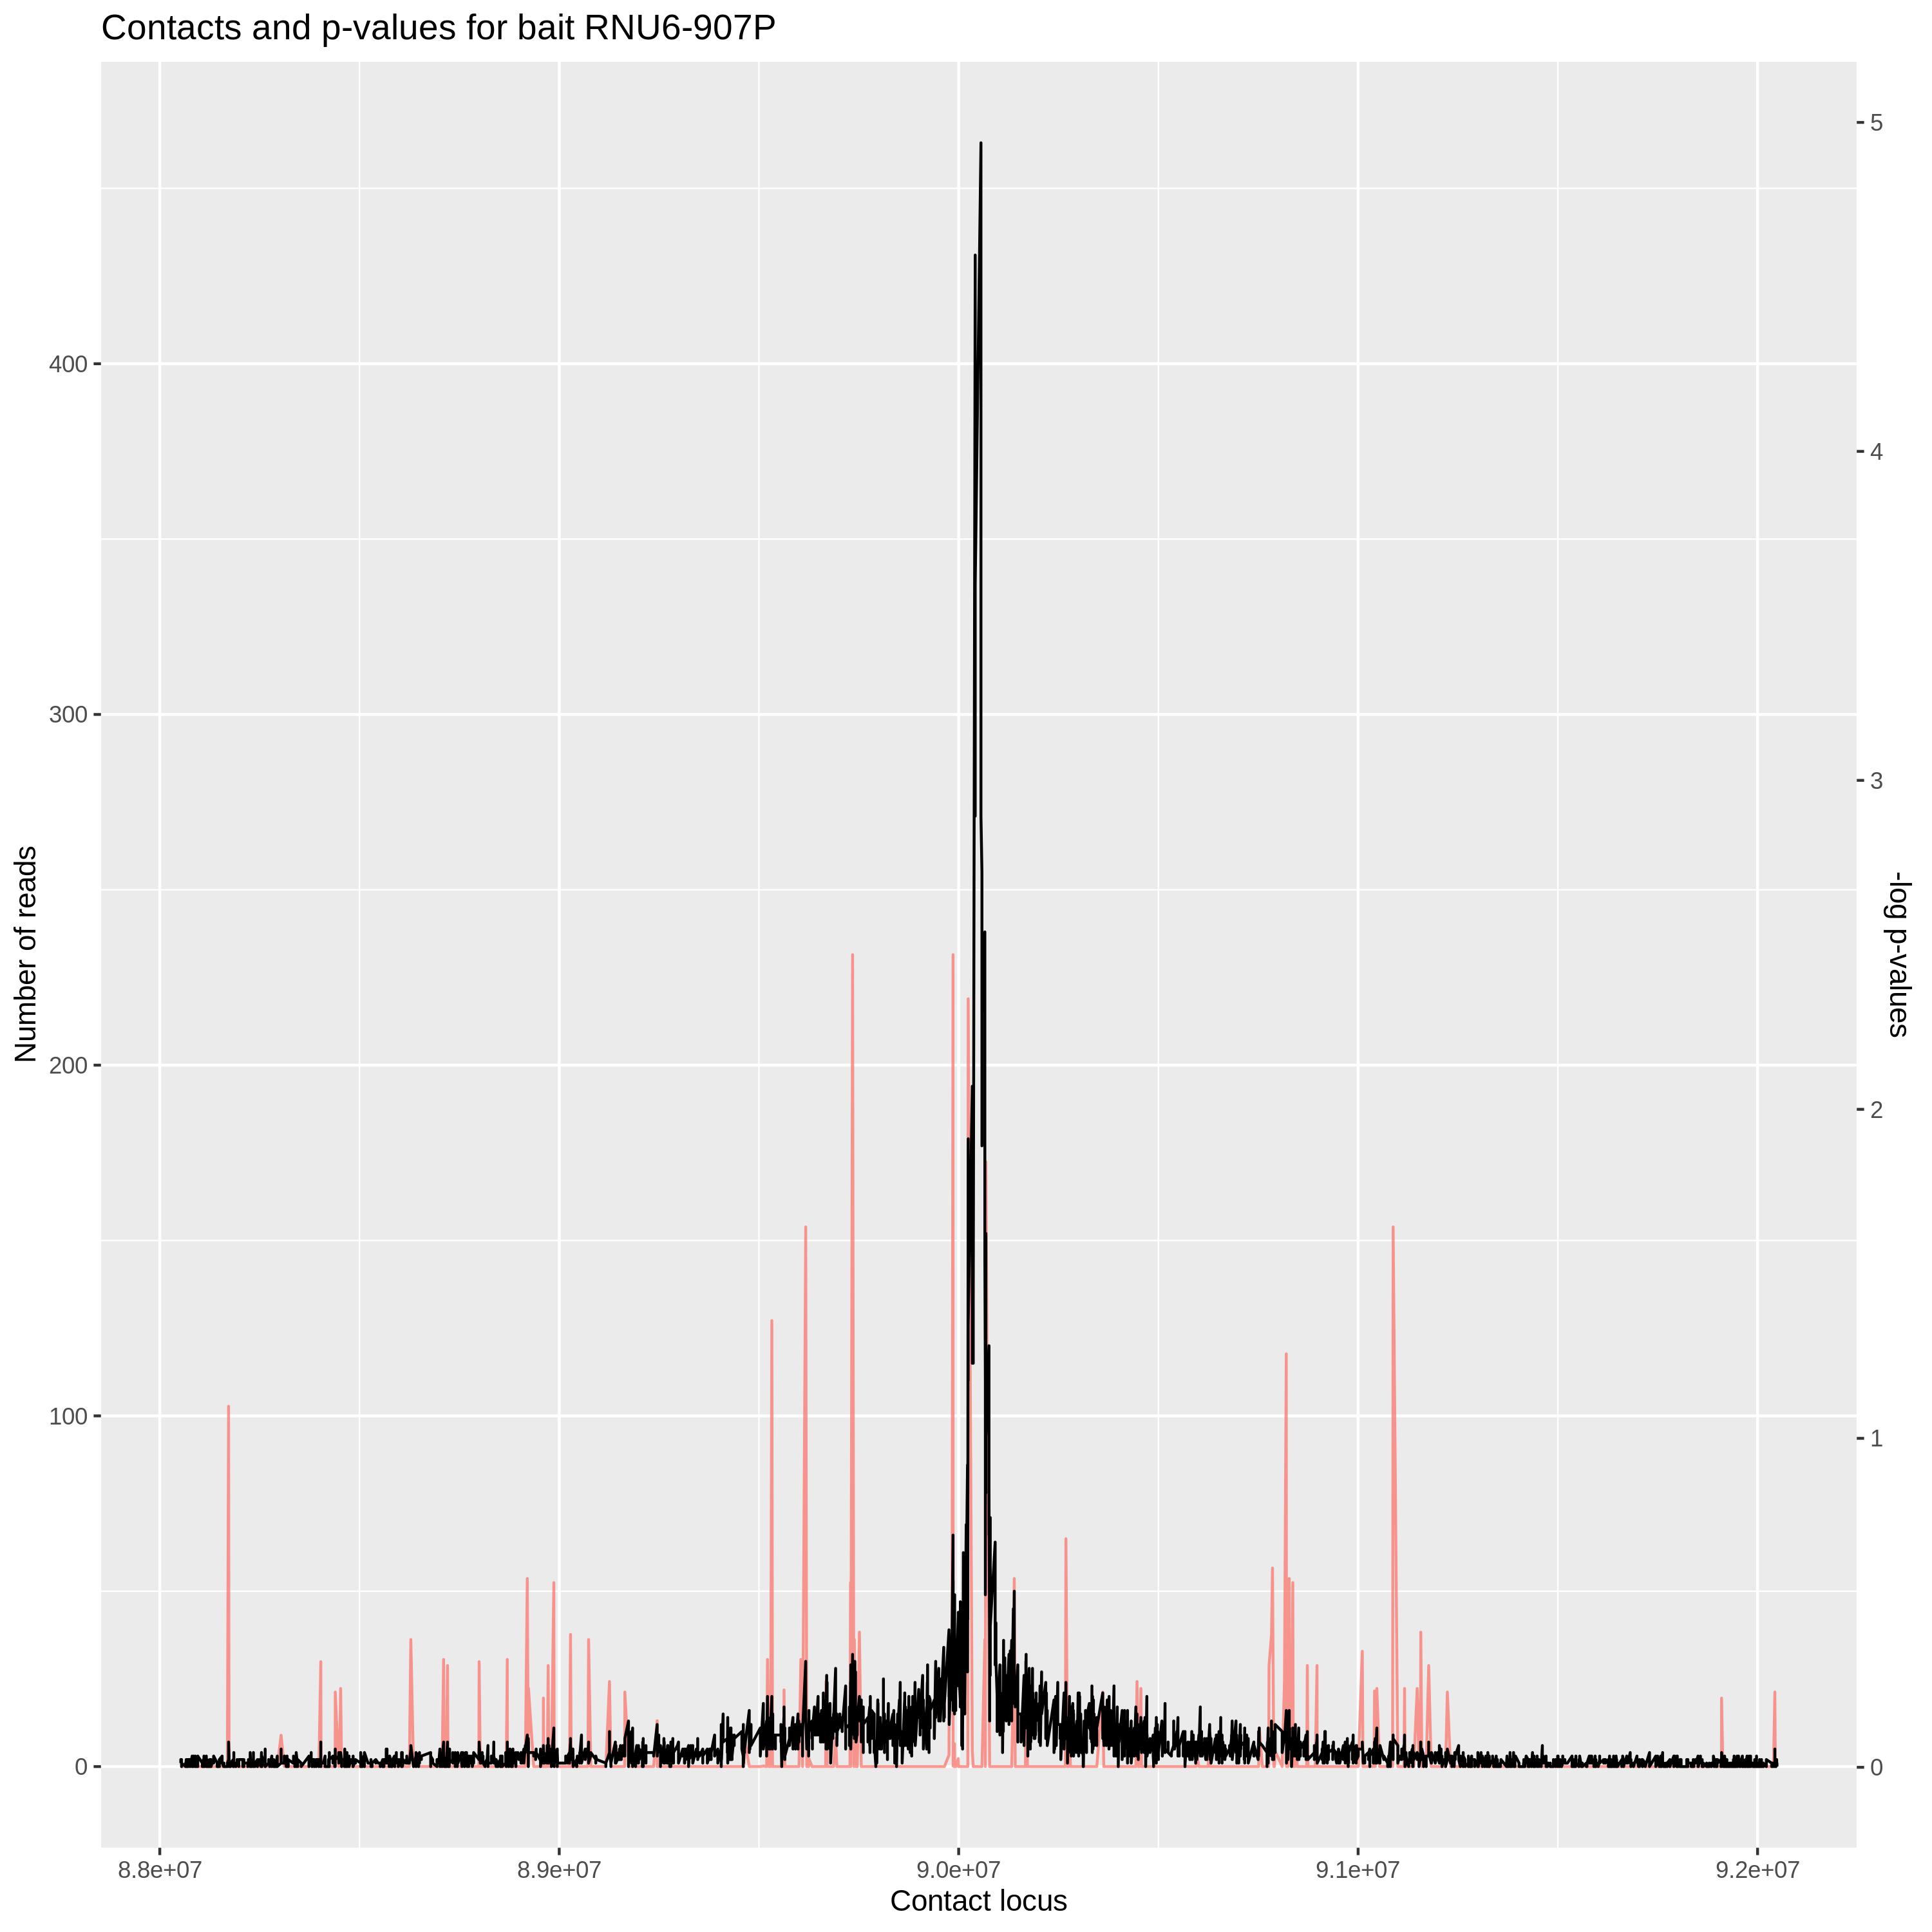 Contacts and p-values for bait RNU6-907P
Number of reads
400
300
200
100
0
5
4
3
2
1
0
-log p-values
8.8e+07
8.9e+07
9.0e+07
9.1e+07
9.2e+07
Contact locus